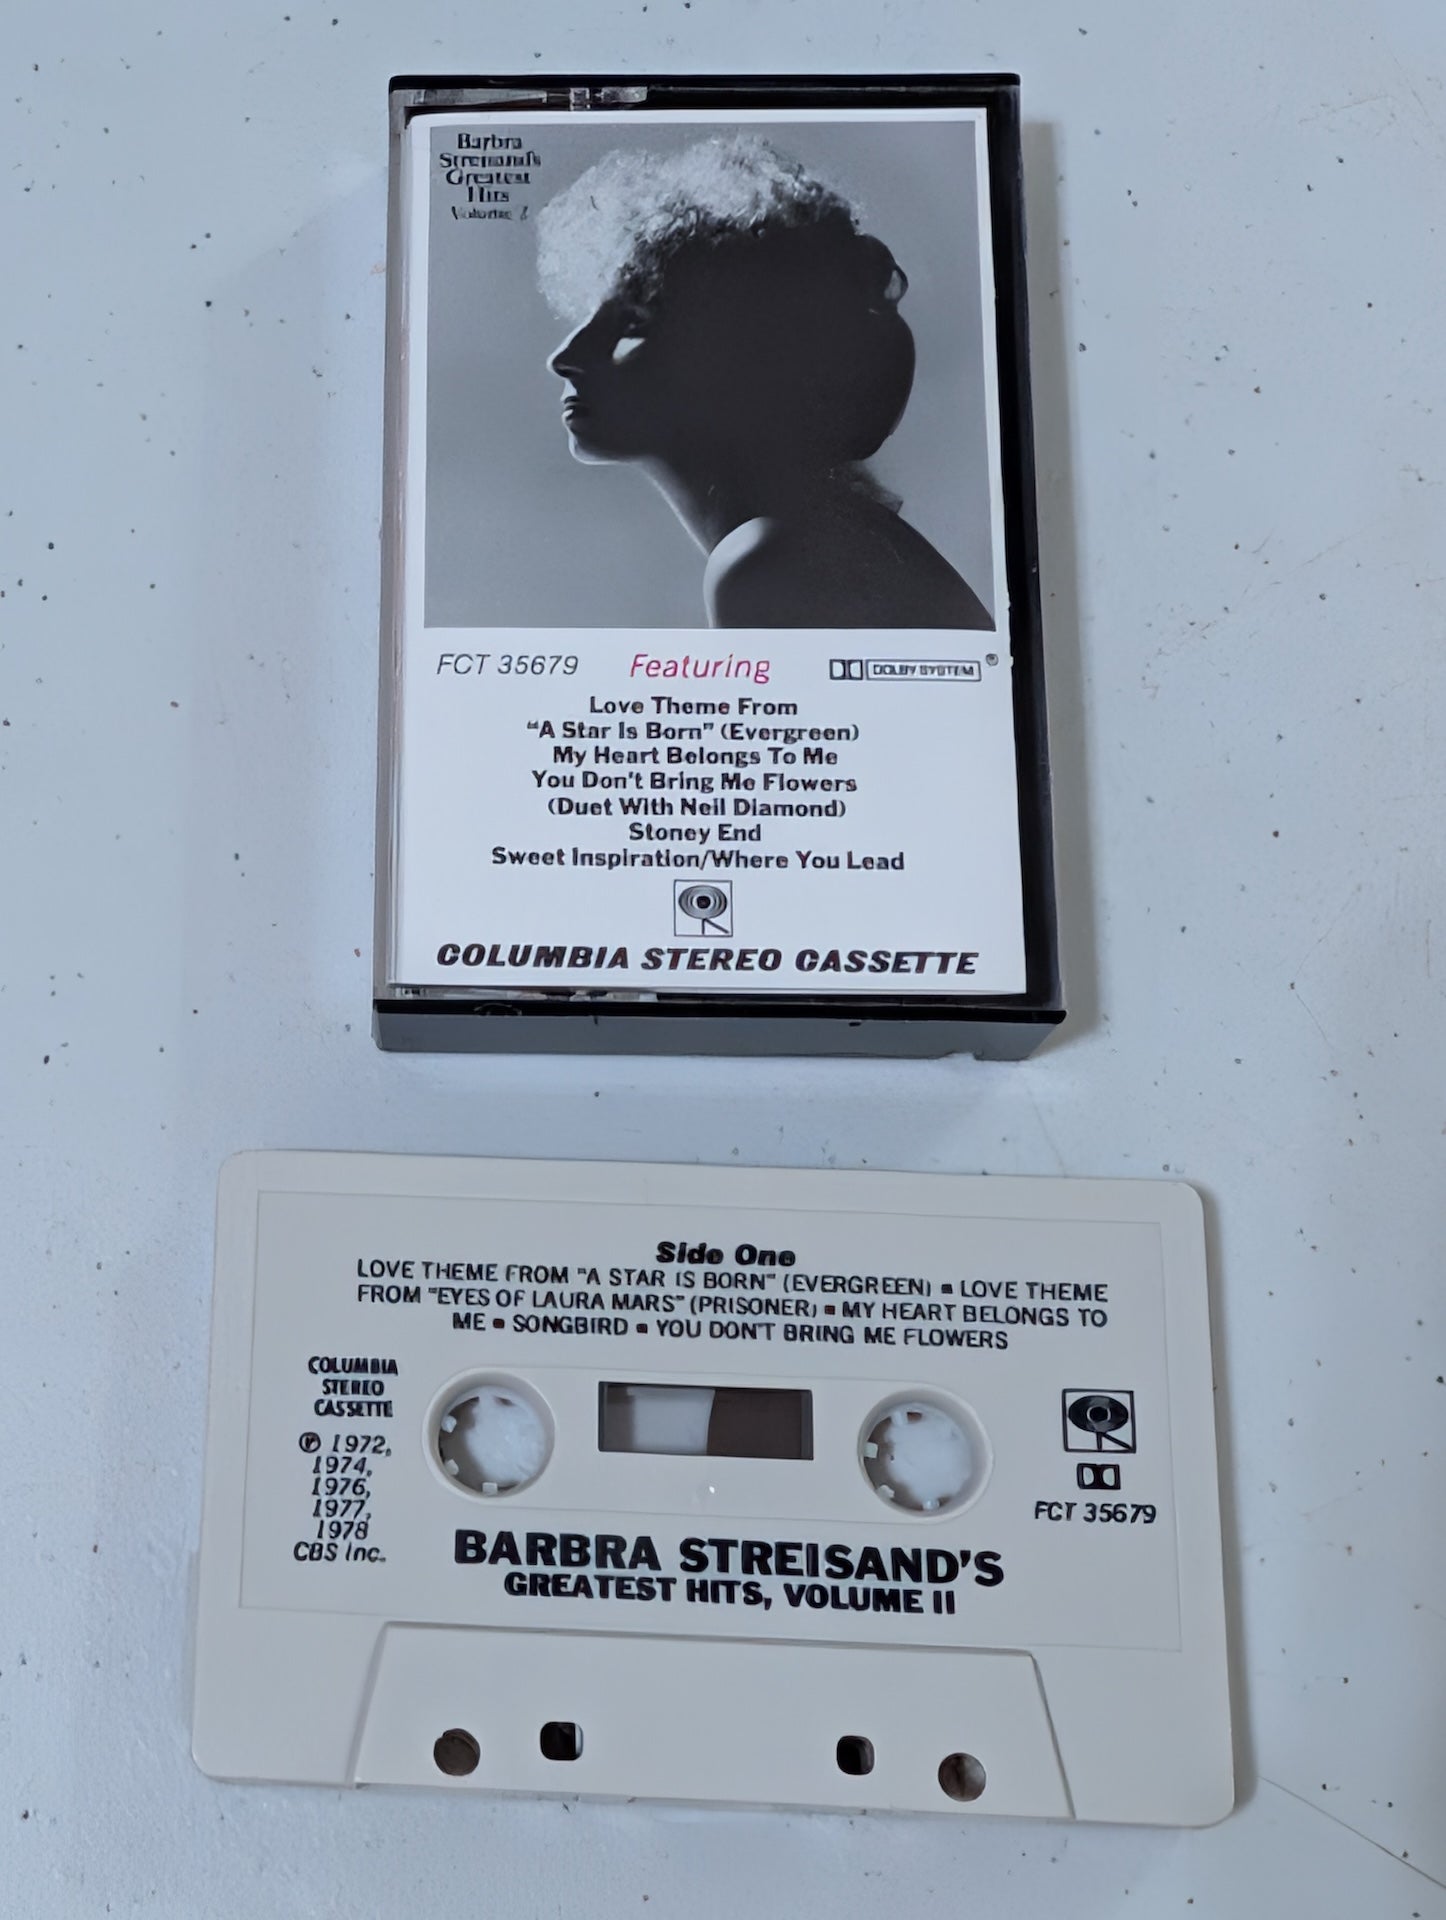 Barbra
Streisand's
Greatest
Hits
Volume 2
FCT 35679 Featuring DOLBY SYSTEM ®
Love Theme From
“A Star Is Born” (Evergreen)
My Heart Belongs To Me
You Don't Bring Me Flowers
(Duet With Neil Diamond)
Stoney End
Sweet Inspiration/Where You Lead
COLUMBIA STEREO CASSETTE
Side One
LOVE THEME FROM "A STAR IS BORN" (EVERGREEN) ■ LOVE THEME
FROM "EYES OF LAURA MARS" (PRISONER) ■ MY HEART BELONGS TO
ME ■ SONGBIRD ■ YOU DON'T BRING ME FLOWERS
COLUMBIA
STEREO
CASSETTE
℗ 1972,
1974,
1976,
1977,
1978
CBS Inc.
FCT 35679
BARBRA STREISAND'S
GREATEST HITS, VOLUME II